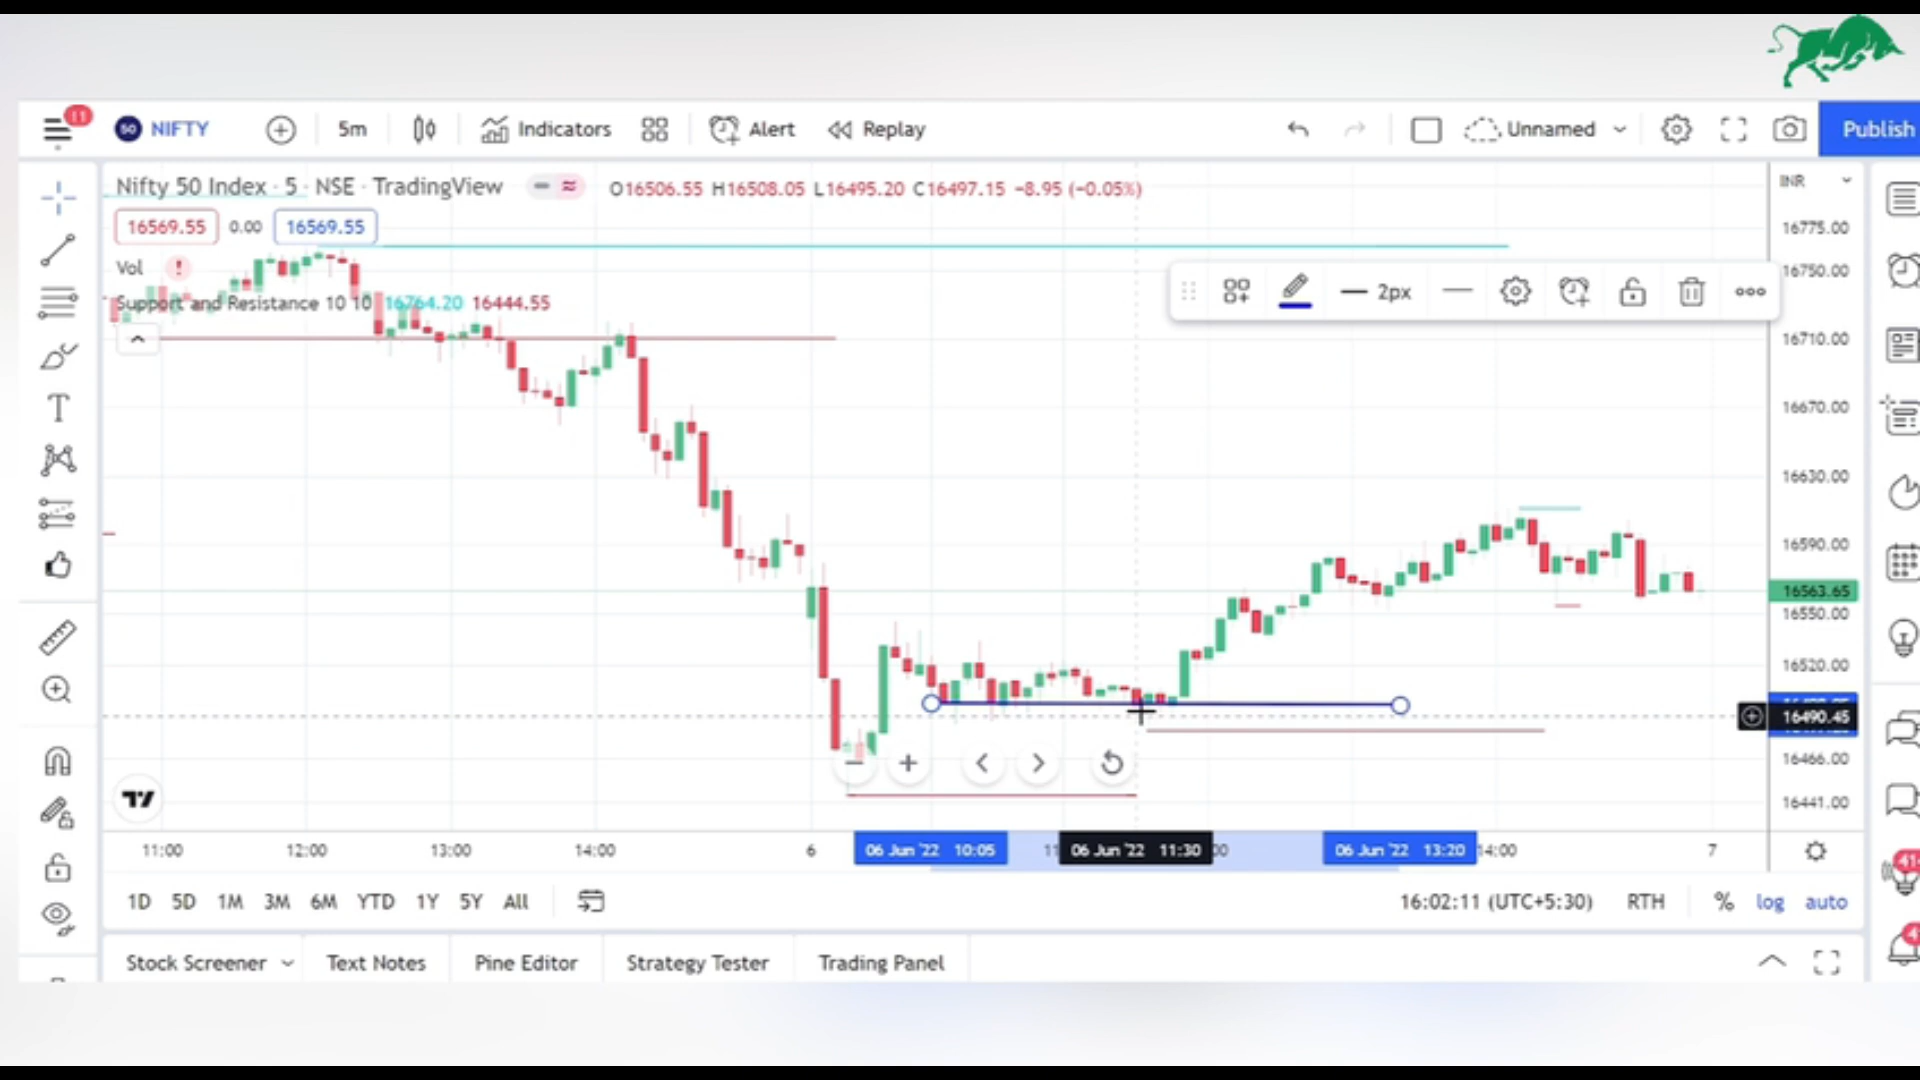 11
50 NIFTY 5m Indicators Alert Replay Unnamed Publish
Nifty 50 Index · 5 · NSE · TradingView O16506.55 H16508.05 L16495.20 C16497.15 −8.95 (−0.05%) INR
16569.55 0.00 16569.55
16775.00
Vol
16750.00
2px
Support and Resistance 10 10 16764.20 16444.55
16710.00
16670.00
16630.00
16590.00
16563.65
16550.00
16520.00
16490.45
16466.00
16441.00
11:00 12:00 13:00 14:00 6 06 Jun '22 10:05 06 Jun '22 11:30 06 Jun '22 13:20 14:00 7
1D 5D 1M 3M 6M YTD 1Y 5Y All 16:02:11 (UTC+5:30) RTH % log auto
Stock Screener Text Notes Pine Editor Strategy Tester Trading Panel